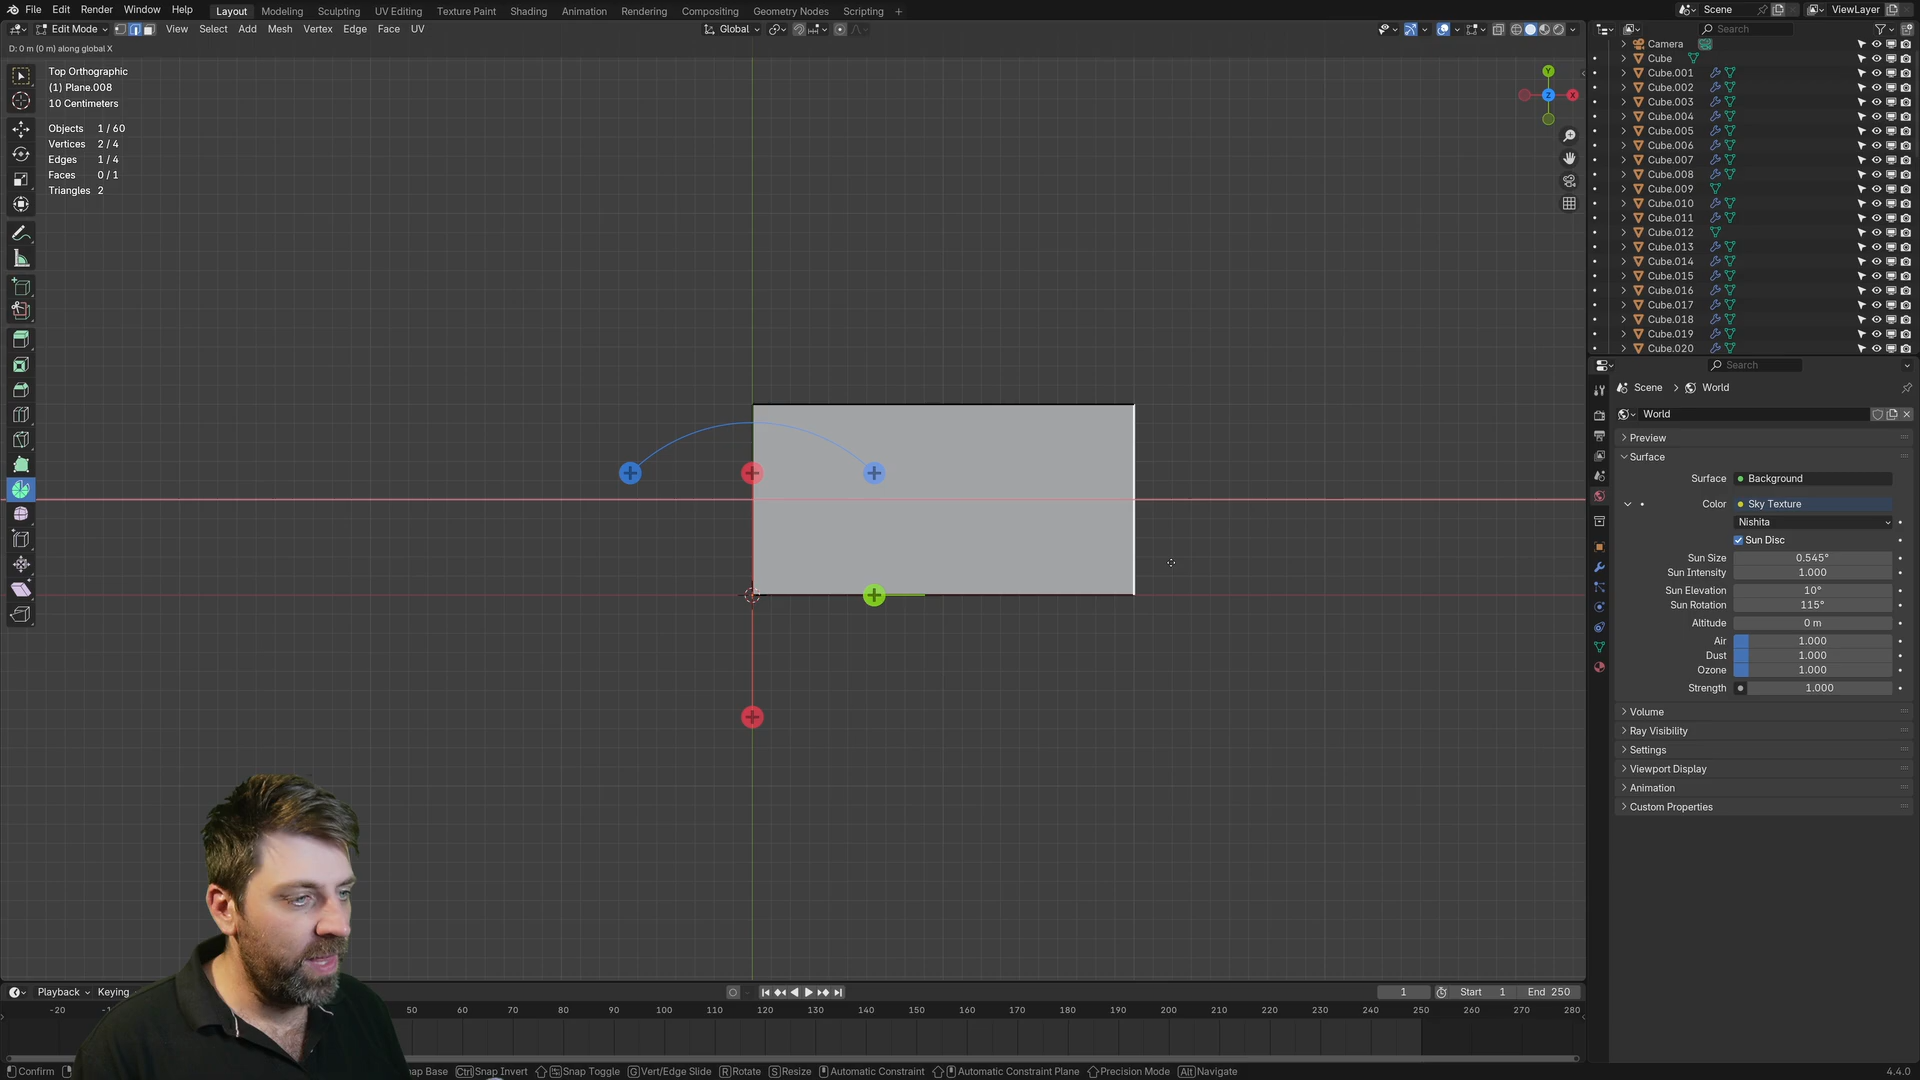 File Edit Render Window Help Layout Modeling Sculpting UV Editing Texture Paint Shading Animation Rendering Compositing Geometry Nodes Scripting + Scene ViewLayer
Edit Mode View Select Add Mesh Vertex Edge Face UV Global Search
D: 0 m (0 m) along global X
Top Orthographic
(1) Plane.008
10 Centimeters
Objects 1 / 60
Vertices 2 / 4
Edges 1 / 4
Faces 0 / 1
Triangles 2
Y
Z
X
Camera
Cube
Cube.001
Cube.002
Cube.003
Cube.004
Cube.005
Cube.006
Cube.007
Cube.008
Cube.009
Cube.010
Cube.011
Cube.012
Cube.013
Cube.014
Cube.015
Cube.016
Cube.017
Cube.018
Cube.019
Cube.020
Search
Scene > World
World
Preview
Surface
Surface Background
Color Sky Texture
Nishita
Sun Disc
Sun Size 0.545°
Sun Intensity 1.000
Sun Elevation 10°
Sun Rotation 115°
Altitude 0 m
Air 1.000
Dust 1.000
Ozone 1.000
Strength 1.000
Volume
Ray Visibility
Settings
Viewport Display
Animation
Custom Properties
Playback Keying 1 Start 1 End 250
-20 50 60 70 80 90 100 110 120 130 140 150 160 170 180 190 200 210 220 230 240 250 260 270 280
Confirm ap Base Ctrl Snap Invert Snap Toggle G Vert/Edge Slide R Rotate S Resize Automatic Constraint Automatic Constraint Plane Precision Mode Alt Navigate 4.4.0